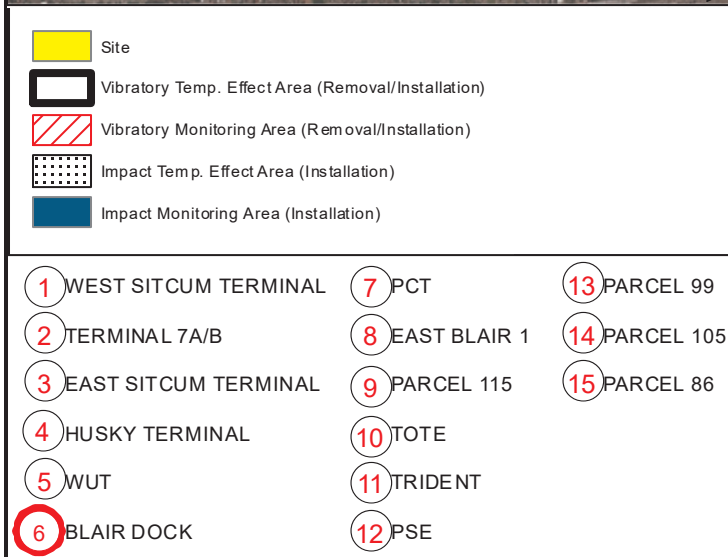 Site
Vibratory Temp. Effect Area (Removal/Installation)
Vibratory Monitoring Area (Removal/Installation)
Impact Temp. Effect Area (Installation)
Impact Monitoring Area (Installation)
1 WEST SITCUM TERMINAL
2 TERMINAL 7A/B
3 EAST SITCUM TERMINAL
4 HUSKY TERMINAL
5 WUT
6 BLAIR DOCK
7 PCT
8 EAST BLAIR 1
9 PARCEL 115
10 TOTE
11 TRIDENT
12 PSE
13 PARCEL 99
14 PARCEL 105
15 PARCEL 86